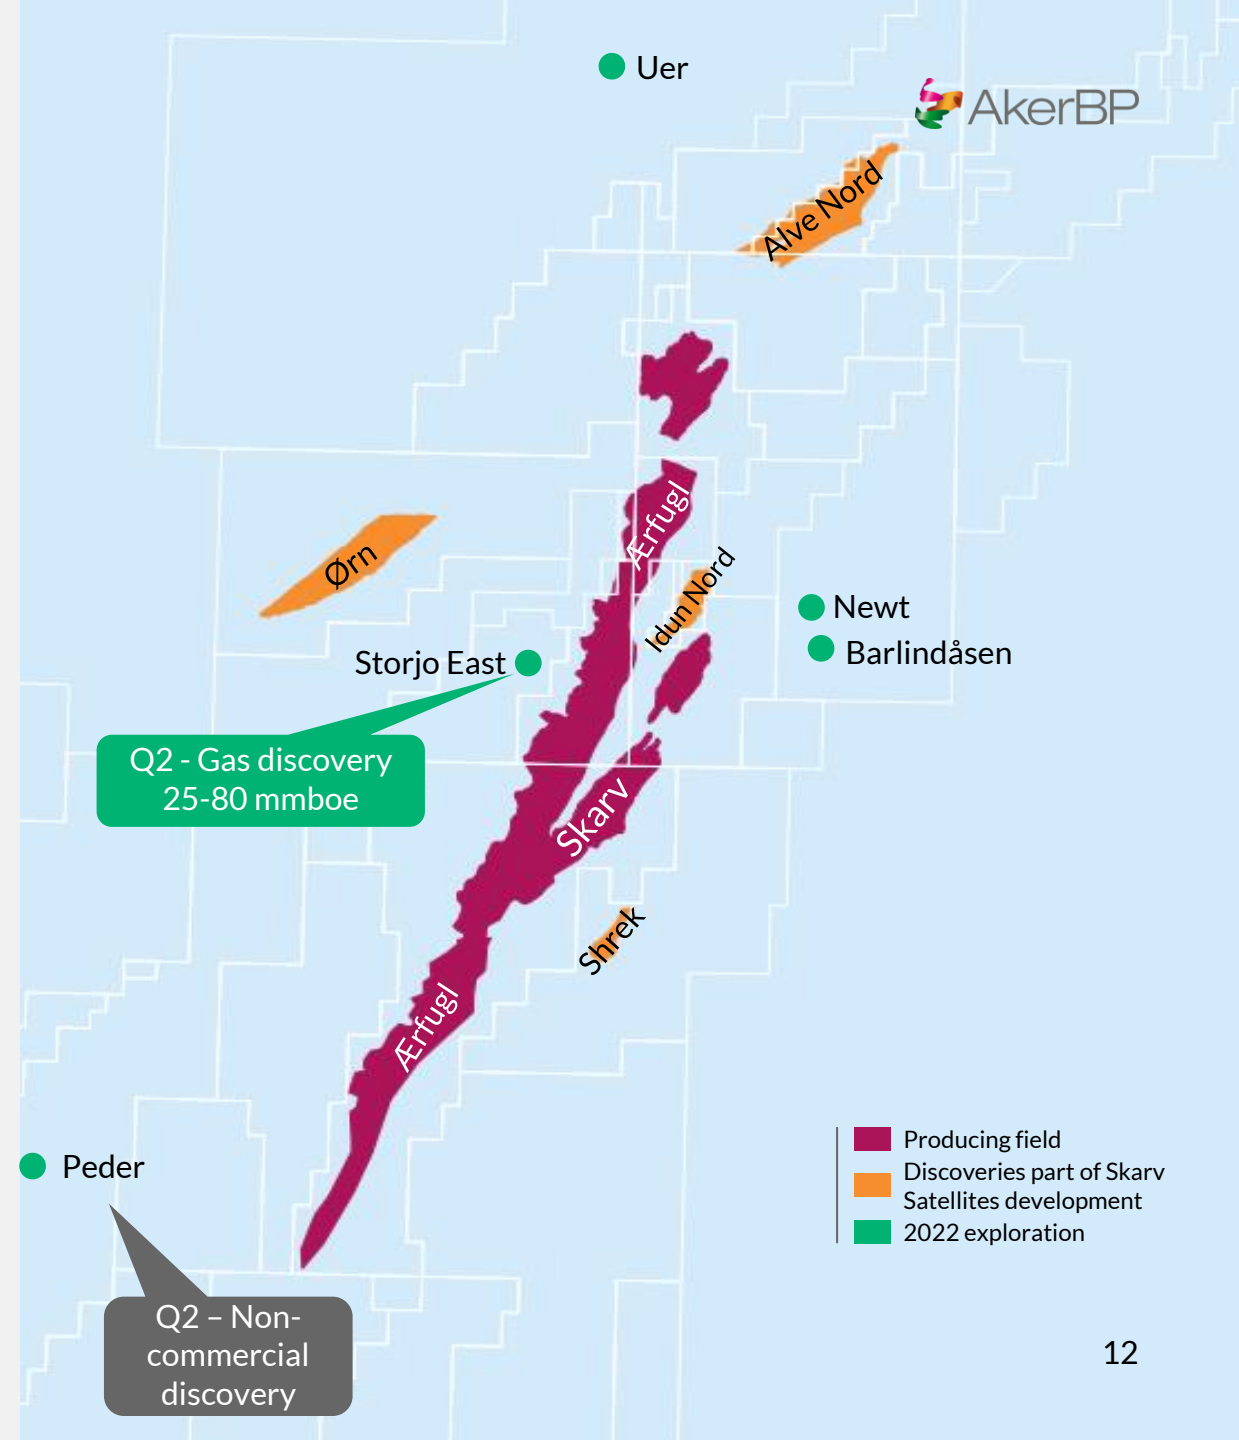 Uer
AkerBP
Alve Nord
Ærfugl
Ørn
Idun Nord
Newt
Barlindåsen
Storjo East
Q2 - Gas discovery
25-80 mmboe
Skarv
Shrek
Ærfugl
Producing field
Discoveries part of Skarv
Satellites development
2022 exploration
Peder
Q2 – Non-
commercial
discovery
12